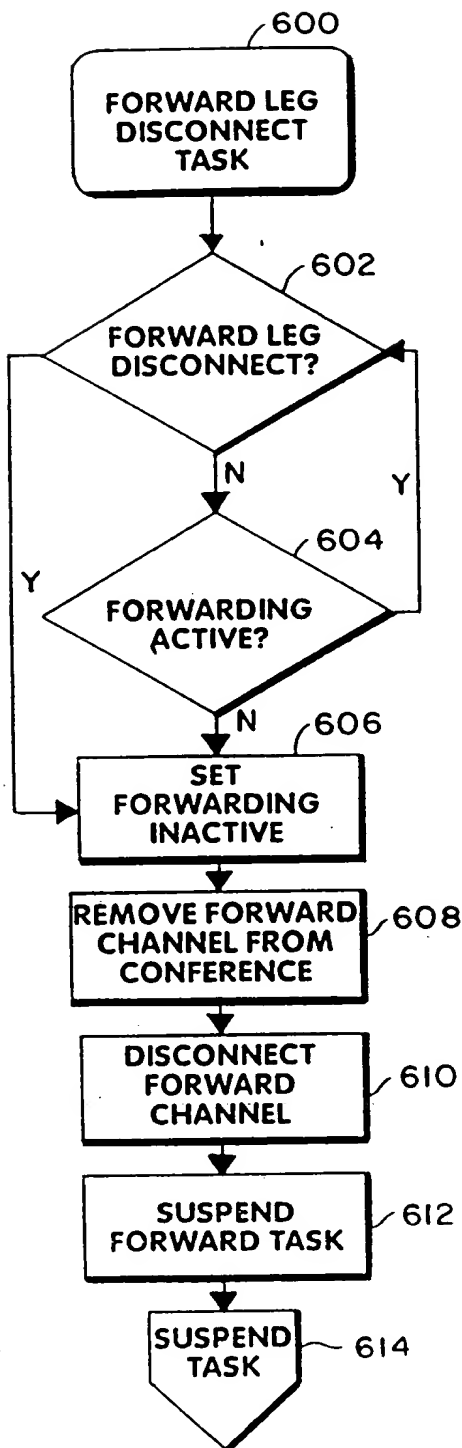 600
FORWARD LEG
DISCONNECT
TASK
602
FORWARD LEG
DISCONNECT?
N
Y
604
Y
FORWARDING
ACTIVE?
N
606
SET
FORWARDING
INACTIVE
REMOVE FORWARD
CHANNEL FROM
CONFERENCE
608
DISCONNECT
FORWARD
CHANNEL
610
SUSPEND
FORWARD TASK
612
SUSPEND
TASK
614